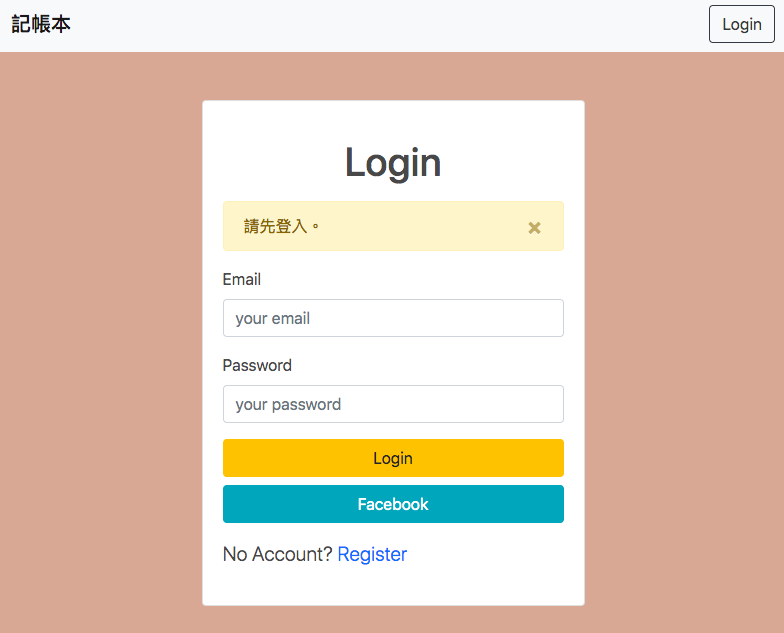 記帳本
Login
Login
請先登入。
×
Email
your email
Password
your password
Login
Facebook
No Account? Register